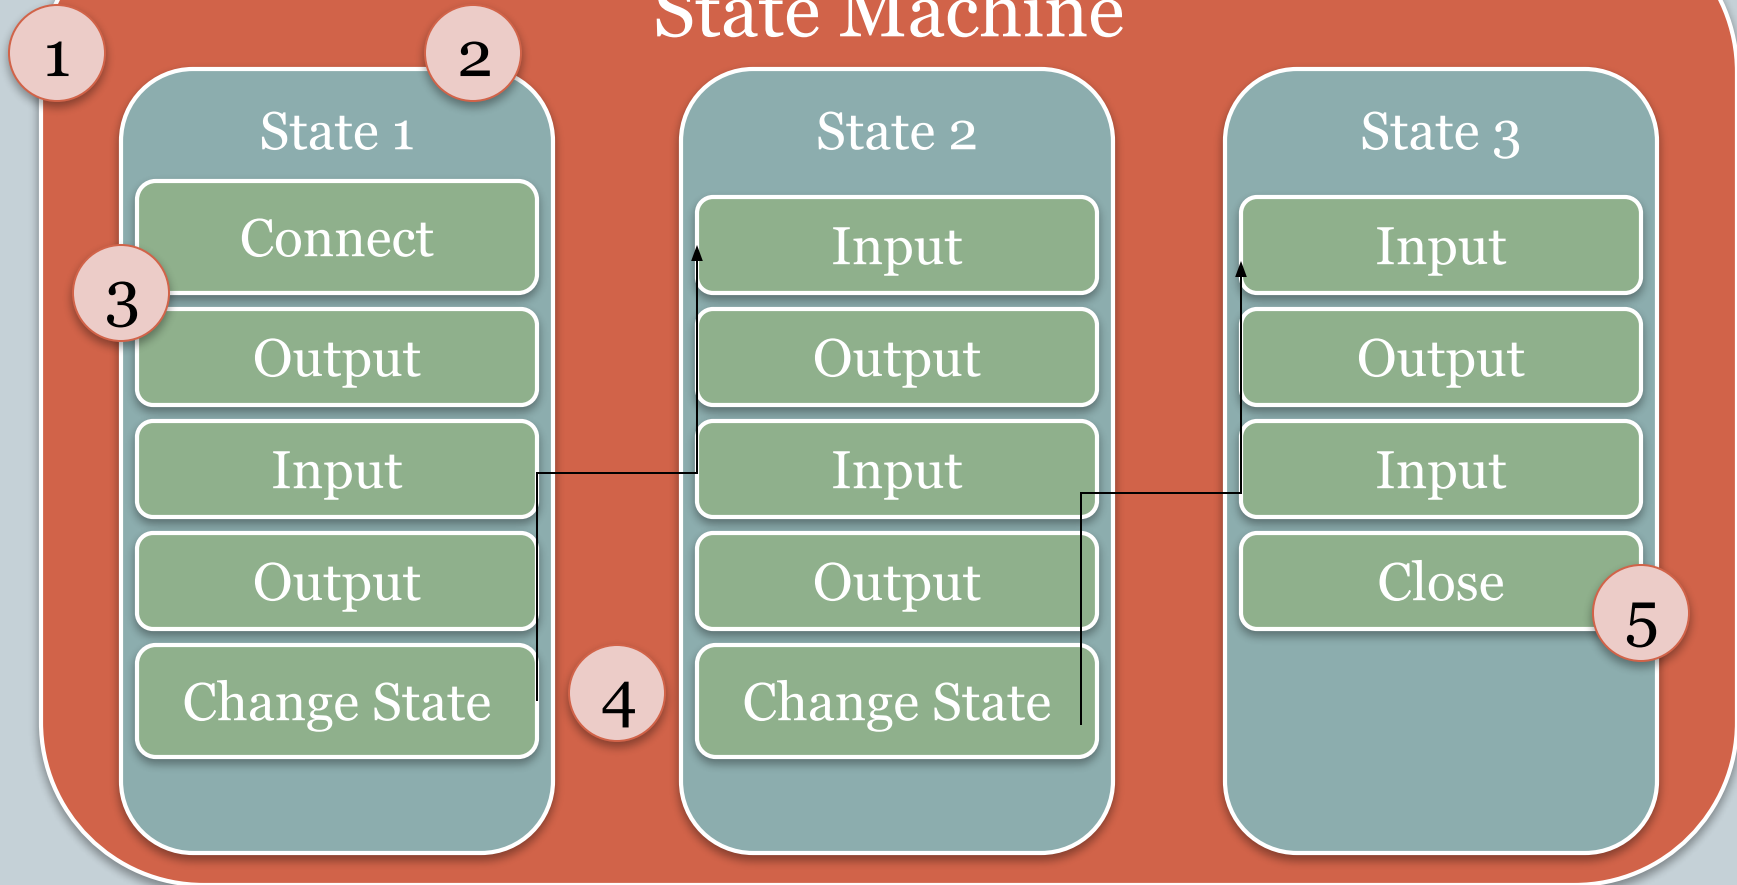 State Machine
1
2
State 1
Connect
3
Output
Input
Output
Change State
4
State 2
Input
Output
Input
Output
Change State
State 3
Input
Output
Input
Close
5